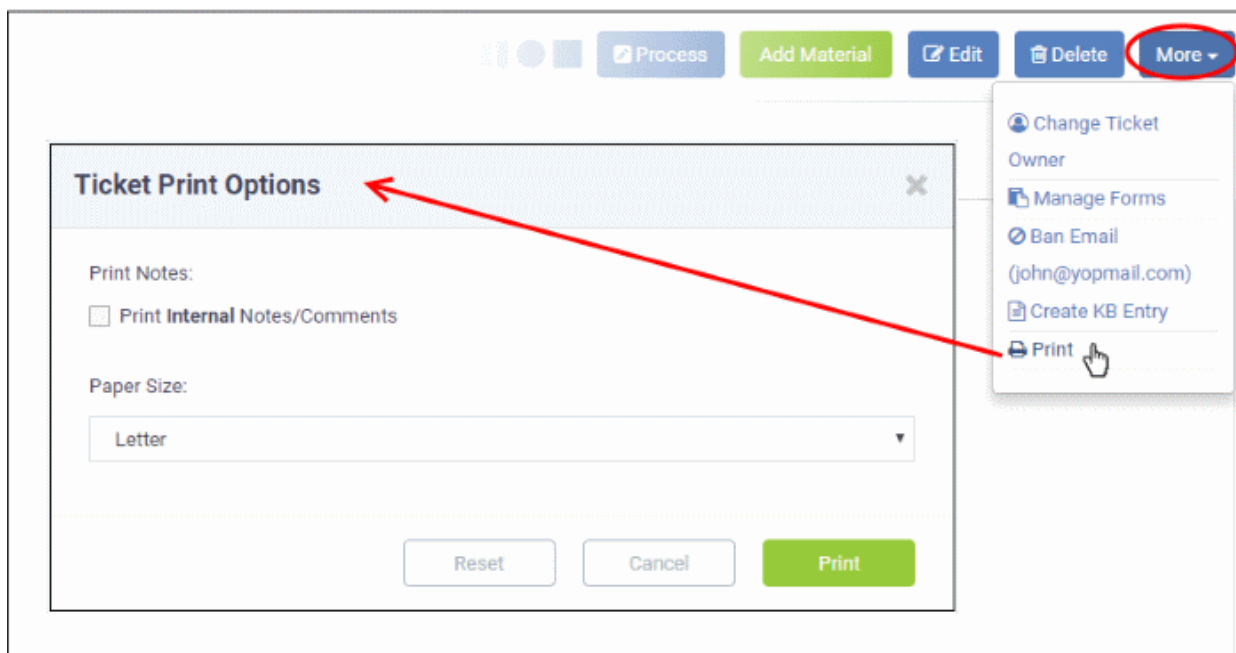 Process Add Material Edit Delete More
Change Ticket
Owner
Manage Forms
Ban Email
(john@yopmail.com)
Create KB Entry
Print
Ticket Print Options
Print Notes:
Print Internal Notes/Comments
Paper Size:
Letter
Reset Cancel Print